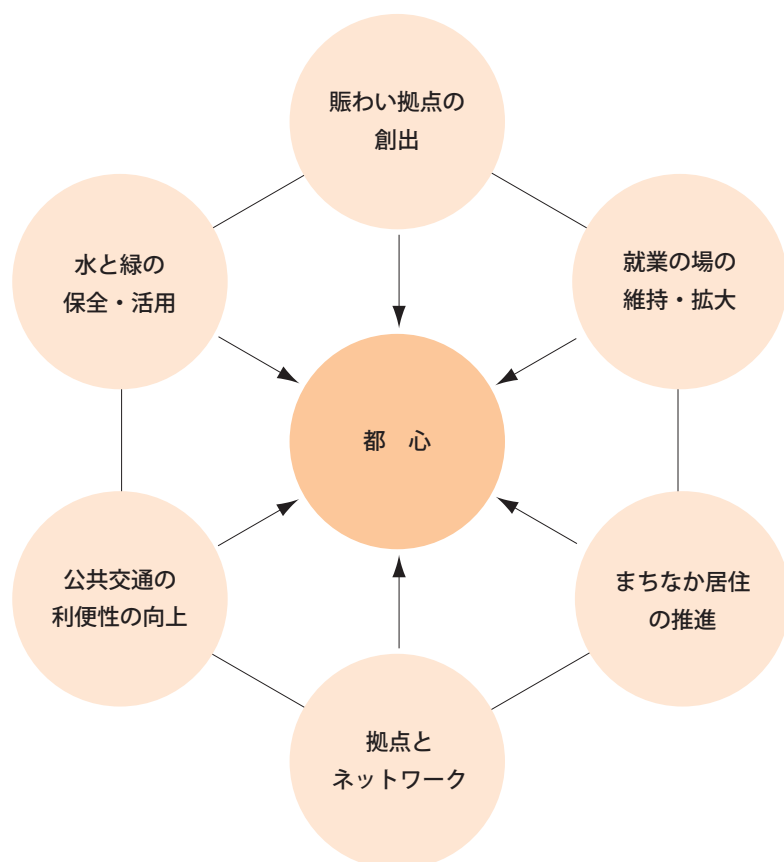 賑わい拠点の
創出
水と緑の
保全・活用
就業の場の
維持・拡大
都　心
公共交通の
利便性の向上
まちなか居住
の推進
拠点と
ネットワーク